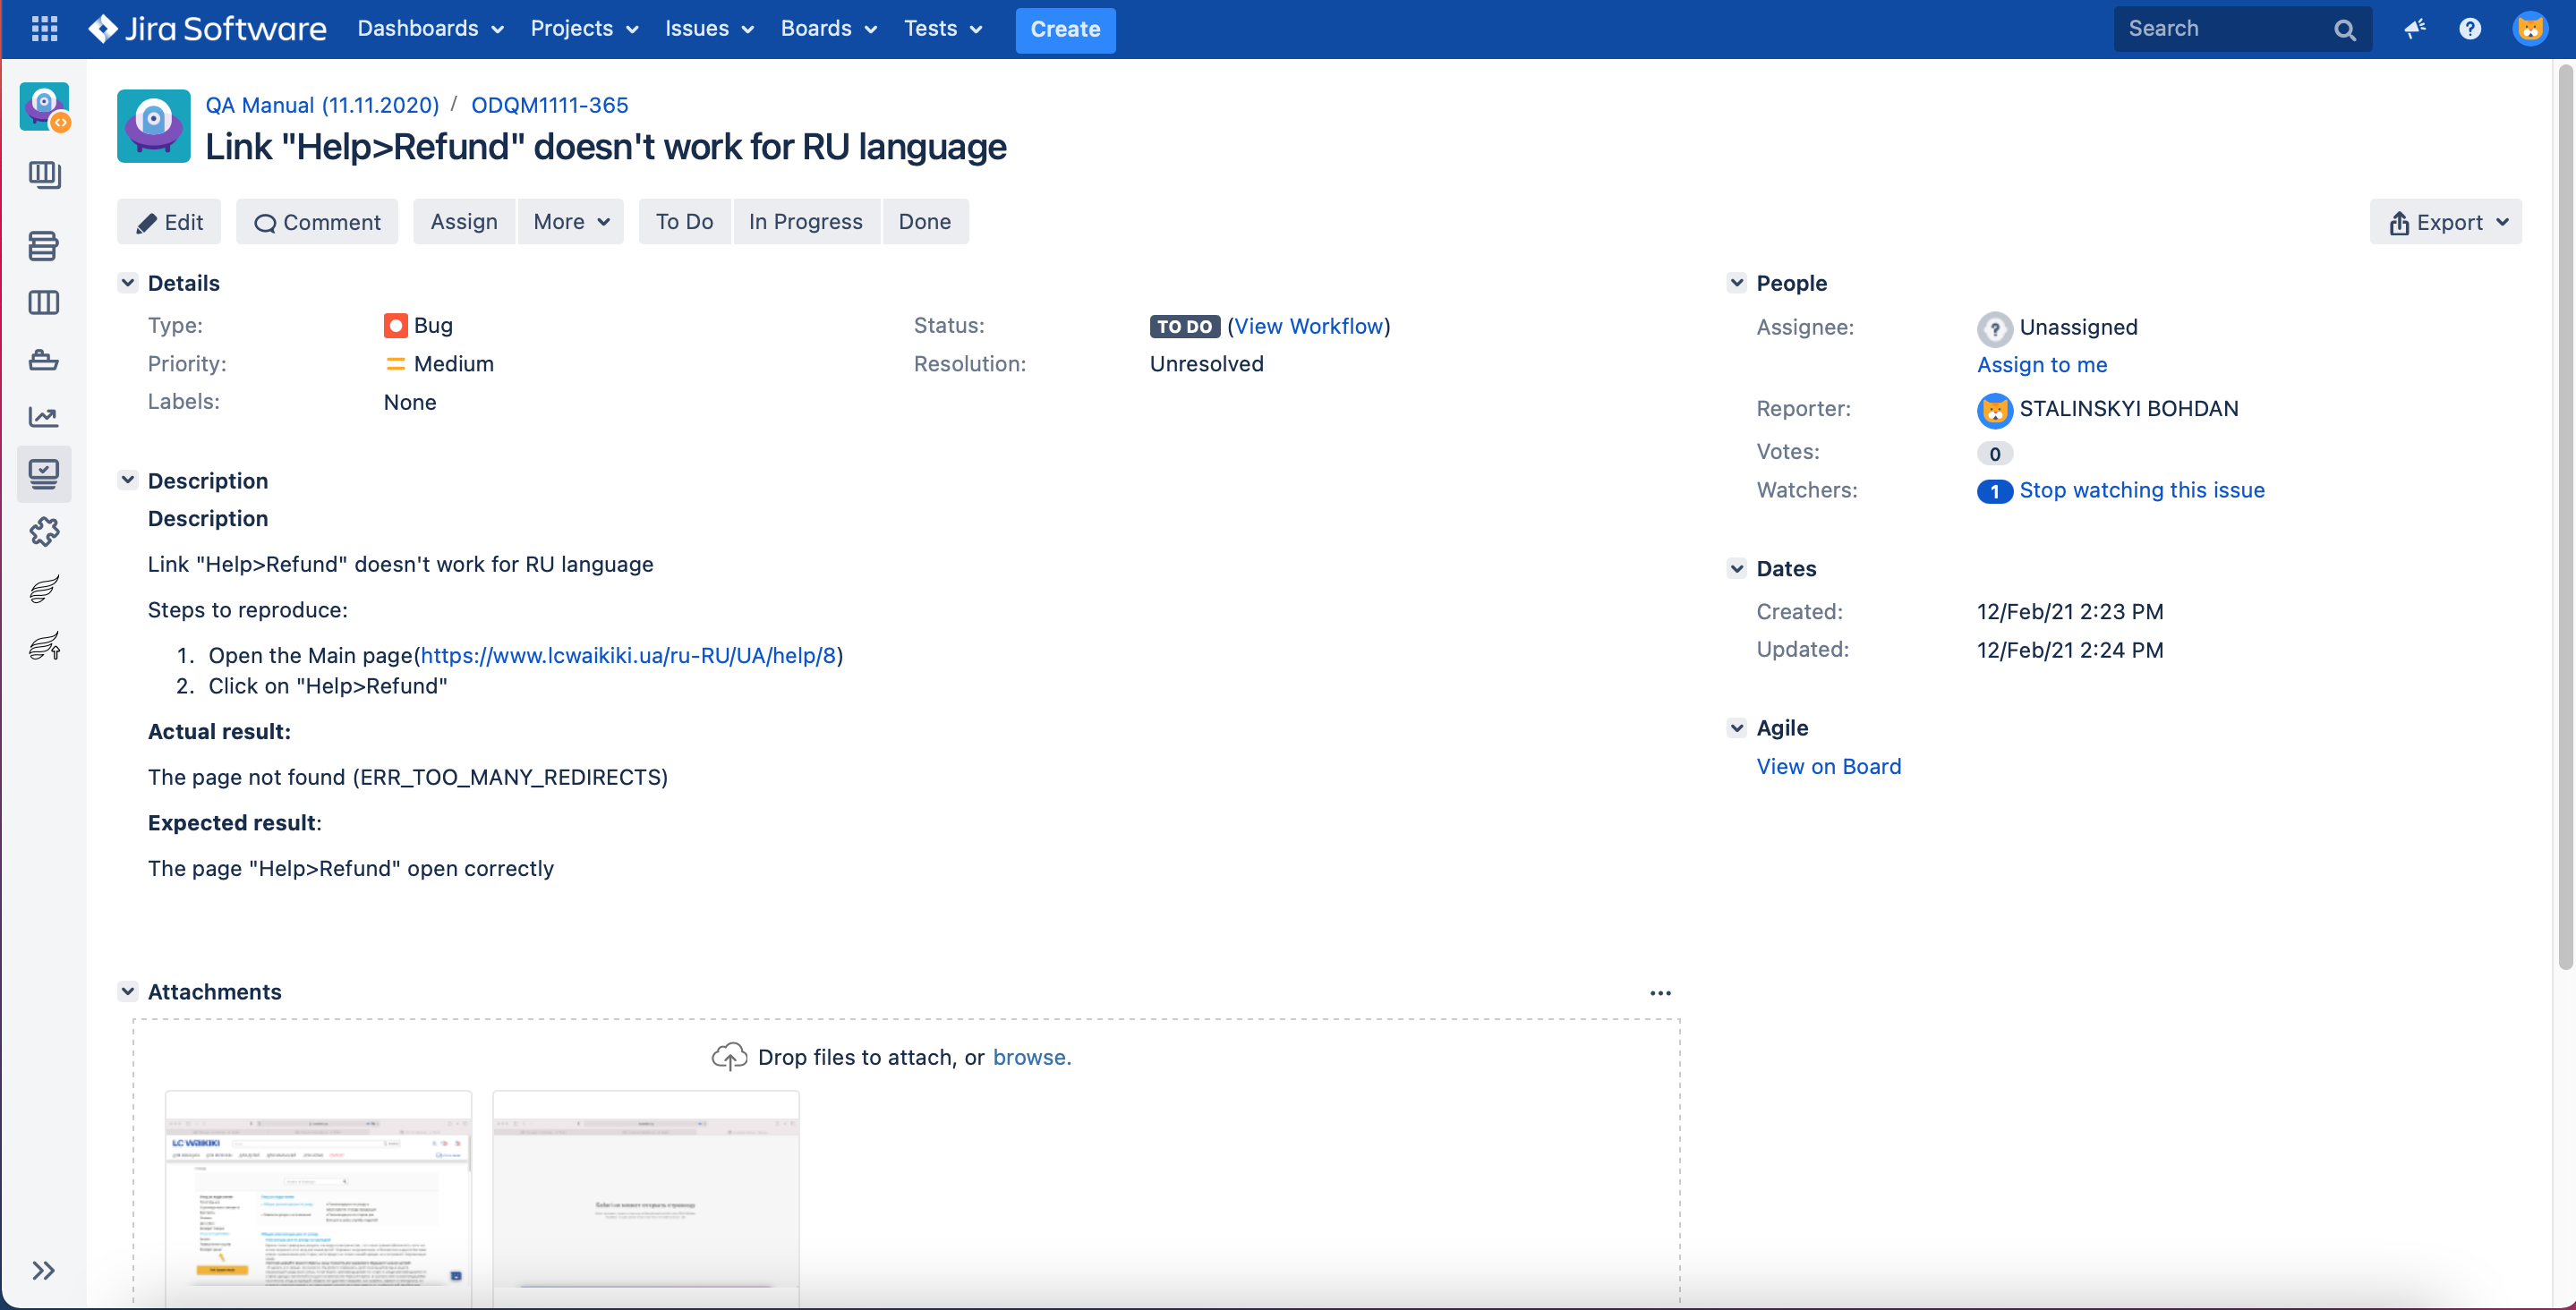 Jira Software Dashboards Projects Issues Boards Tests Create Search
QA Manual (11.11.2020) / ODQM1111-365
Link "Help>Refund" doesn't work for RU language
Edit Comment Assign More To Do In Progress Done Export
Details
Type: Bug Status: TO DO (View Workflow)
Priority: Medium Resolution: Unresolved
Labels: None
Description
Description
Link "Help>Refund" doesn't work for RU language
Steps to reproduce:
1. Open the Main page(https://www.lcwaikiki.ua/ru-RU/UA/help/8)
2. Click on "Help>Refund"
Actual result:
The page not found (ERR_TOO_MANY_REDIRECTS)
Expected result:
The page "Help>Refund" open correctly
Attachments
Drop files to attach, or browse.
LC WAIKIKI
People
Assignee: Unassigned
Assign to me
Reporter: STALINSKYI BOHDAN
Votes: 0
Watchers: 1 Stop watching this issue
Dates
Created: 12/Feb/21 2:23 PM
Updated: 12/Feb/21 2:24 PM
Agile
View on Board